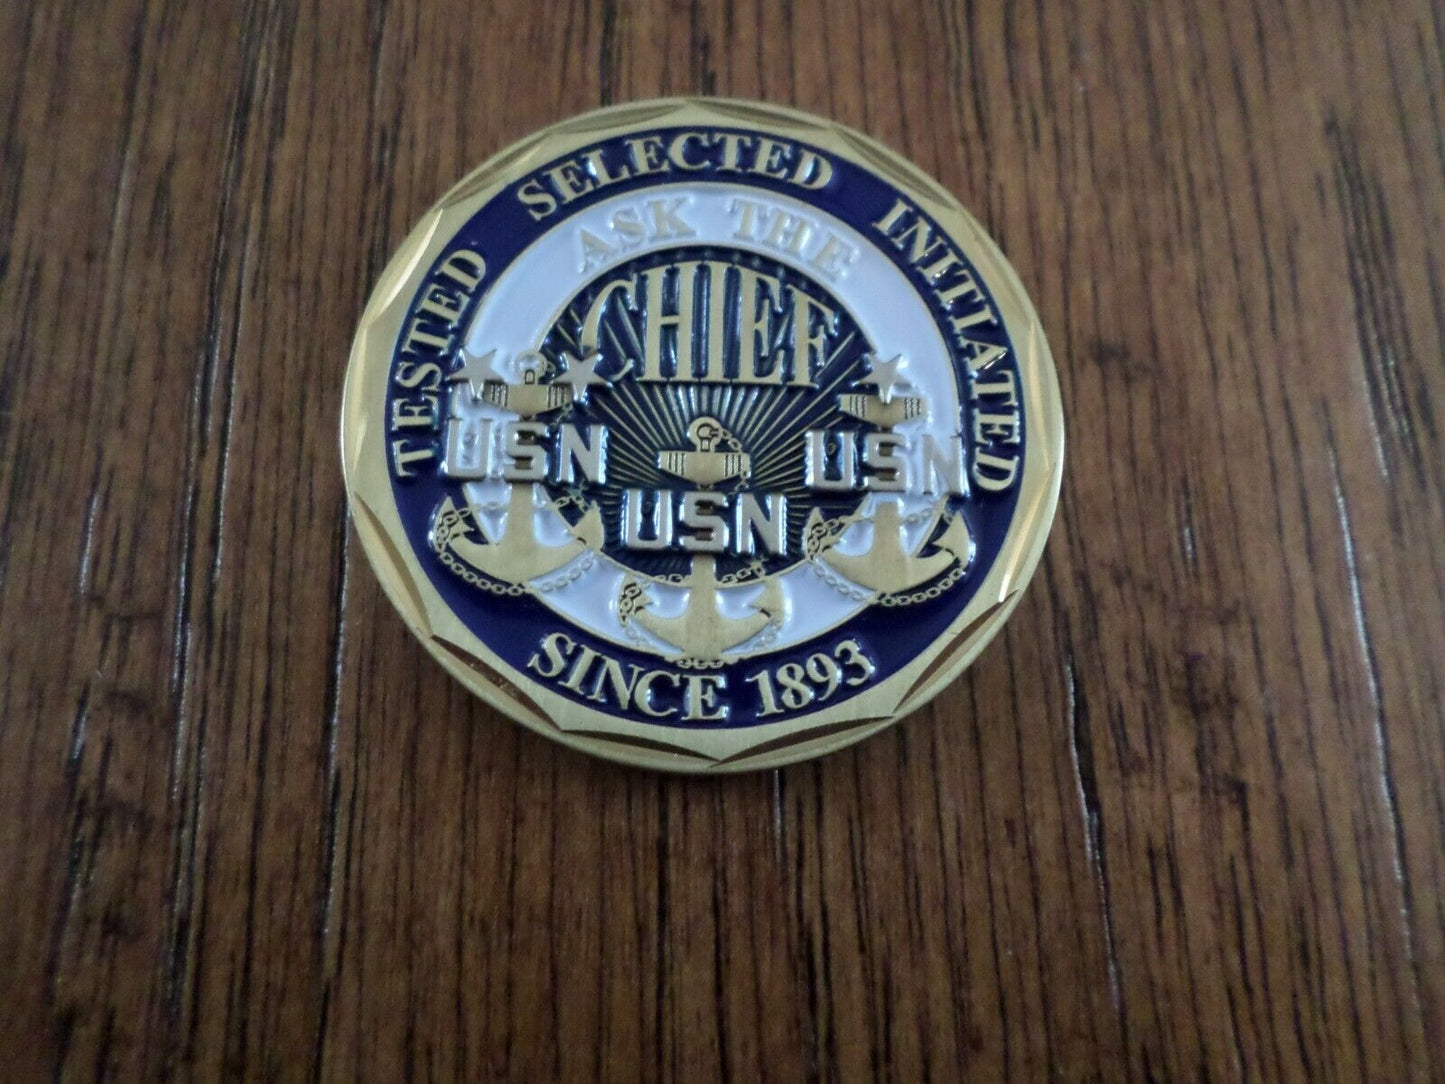 TESTED SELECTED INITIATED
ASK THE
CHIEF
USN
USN
USN
SINCE 1893